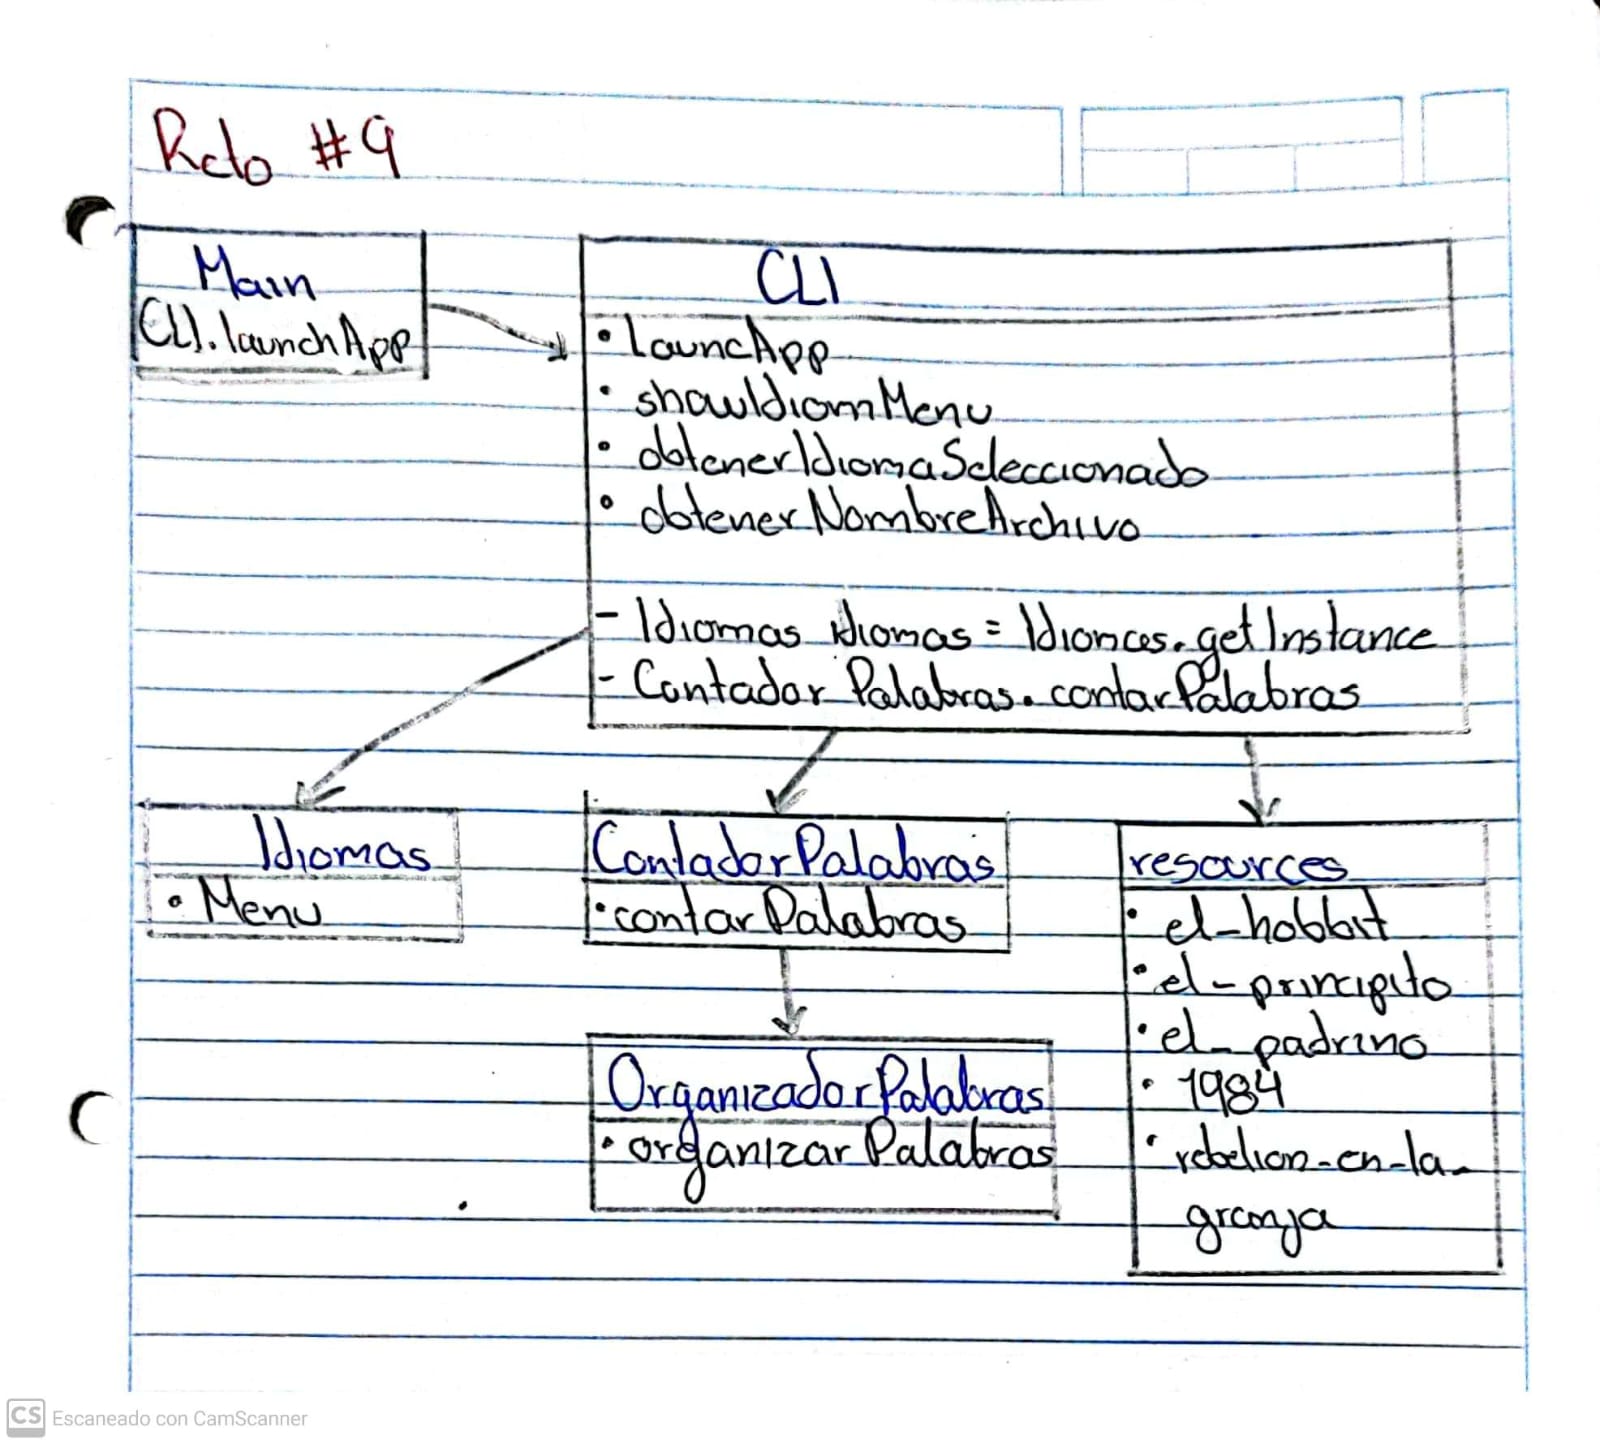 Reto #9
Main
CLI.launchApp
CLI
• LauncApp
• showIdiomMenu
• obtenerIdiomaSeleccionado
• obtenerNombreArchivo
- Idiomas idiomas = Idiomas.getInstance
- Contador Palabras.contarPalabras
Idiomas
• Menu
ContadorPalabras
• contarPalabras
OrganizadorPalabras
• organizarPalabras
resources
• el-hobbit
• el-principito
• el-padrino
• 1984
• rebelion-en-la-
granja
CS Escaneado con CamScanner